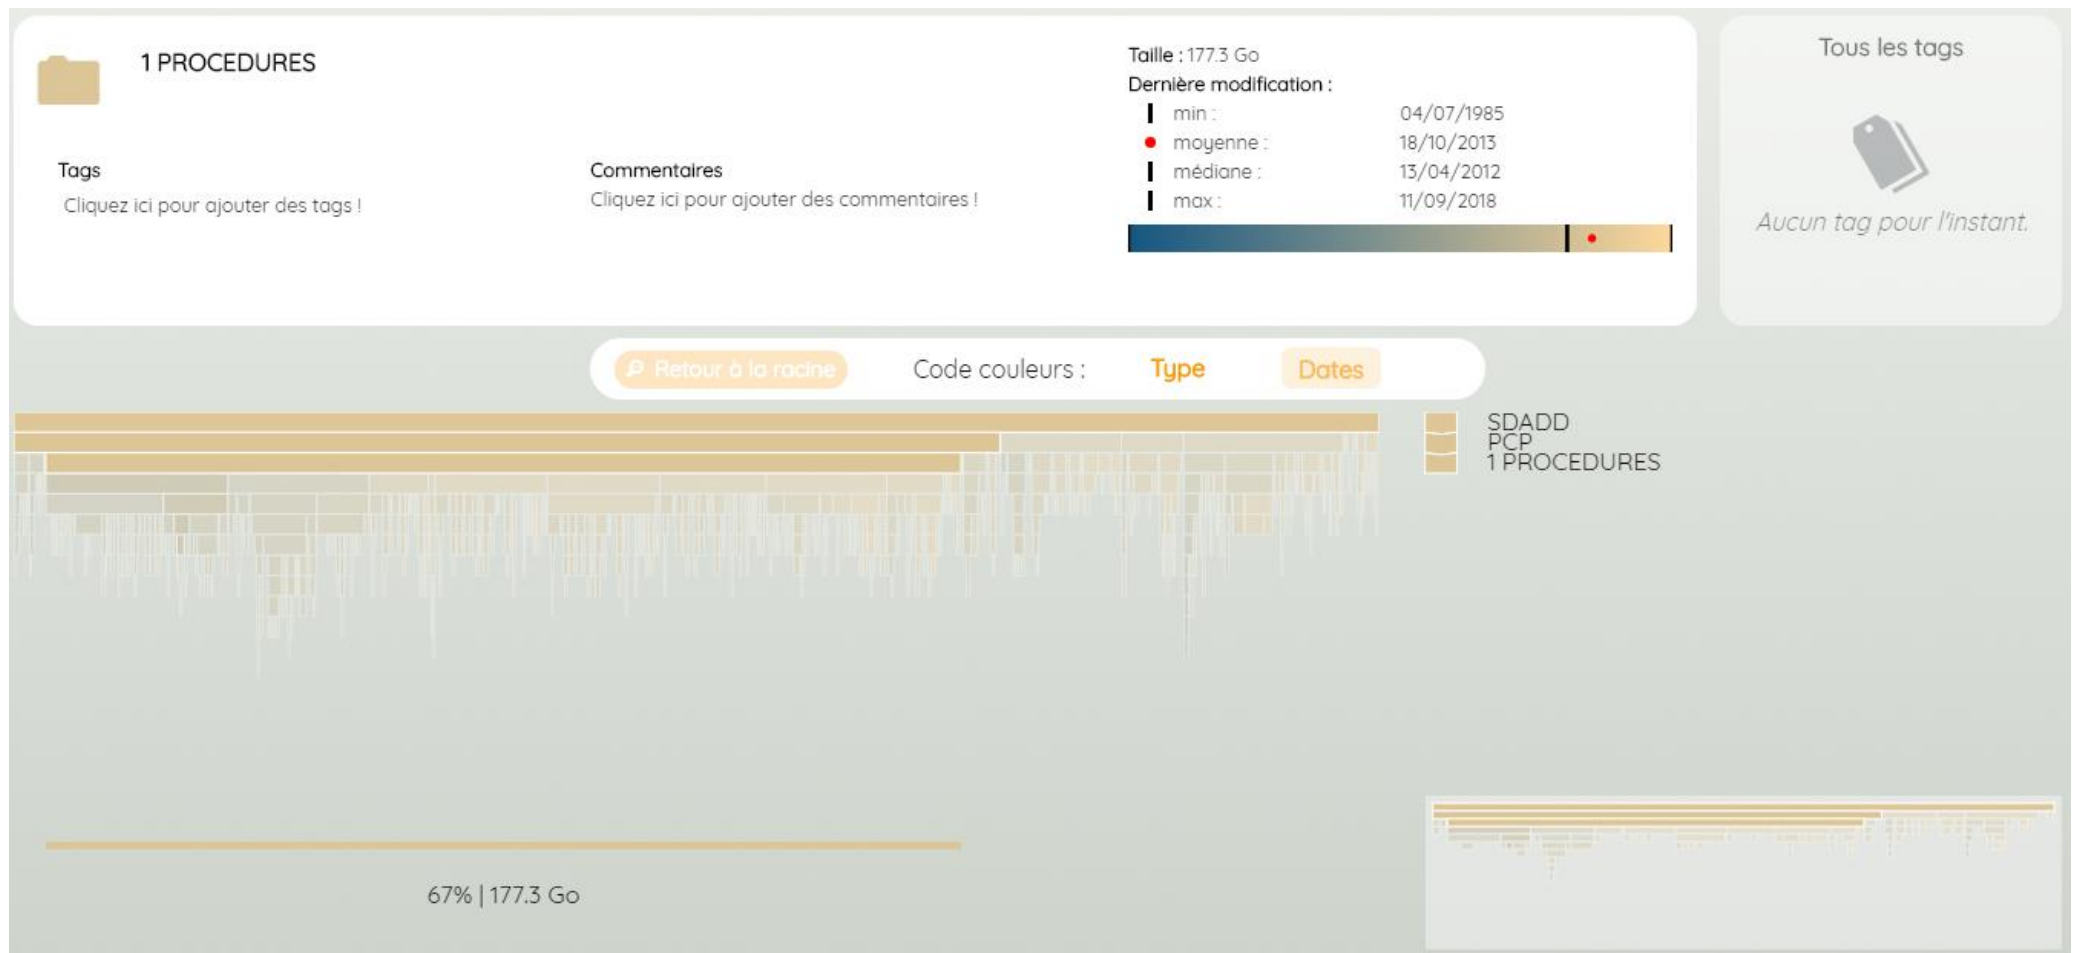 1 PROCEDURES
Tags
Cliquez ici pour ajouter des tags !
Commentaires
Cliquez ici pour ajouter des commentaires !
Taille : 177.3 Go
Dernière modification :
min : 04/07/1985
moyenne : 18/10/2013
médiane : 13/04/2012
max : 11/09/2018
Tous les tags
Aucun tag pour l'instant.
Retour à la racine
Code couleurs :
Type
Dates
SDADD
PCP
1 PROCEDURES
67% | 177.3 Go